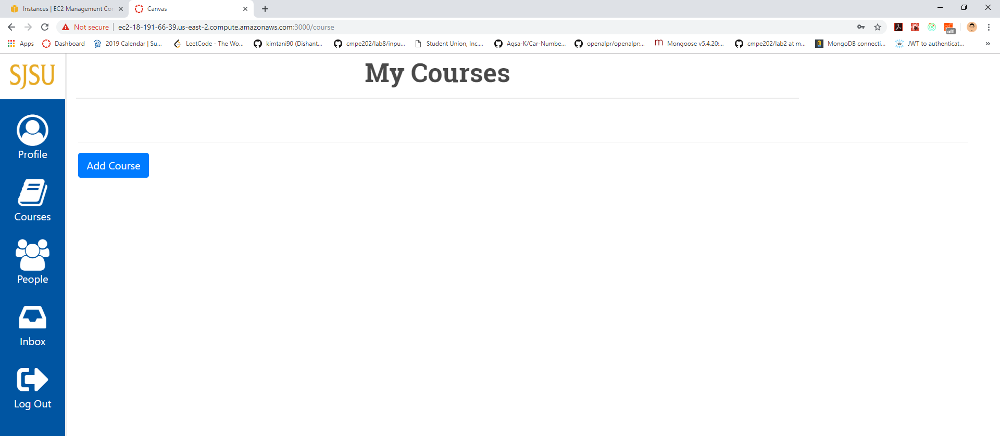 Instances | EC2 Management Con
Canvas
Not secure
ec2-18-191-66-39.us-east-2.compute.amazonaws.com:3000/course
off
Apps
Dashboard
2019 Calendar | Su...
LeetCode - The Wo...
kimtani90 (Dishant...
cmpe202/lab8/inpu...
Student Union, Inc....
Aqsa-K/Car-Numbe...
openalpr/openalpr:...
Mongoose v5.4.20:...
cmpe202/lab2 at m...
MongoDB connecti...
JWT to authenticat...
»
SJSU
My Courses
Profile
Add Course
Courses
People
Inbox
Log Out